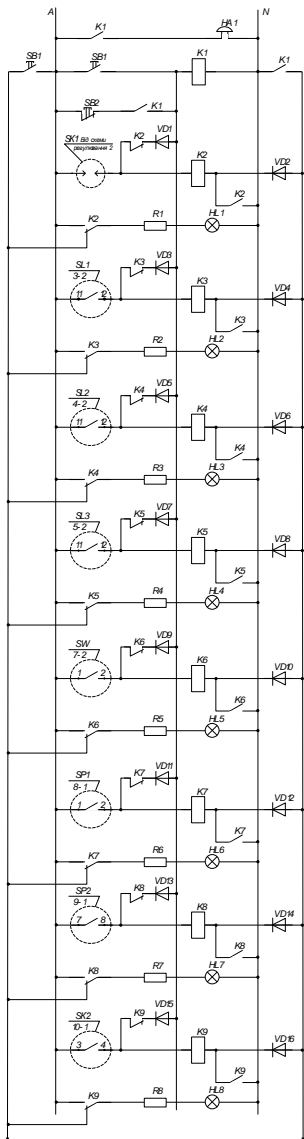 A N
K1 HA1
SB1 SB1 K1 K1
SB2 K1
SK1 Від схеми регулювання 2
K2 VD1
K2 VD2
K2
K2 R1 HL1
SL1 3-2 K3 VD3
11 12 K3 VD4
K3
K3 R2 HL2
SL2 4-2 K4 VD5
11 12 K4 VD6
K4
K4 R3 HL3
SL3 5-2 K5 VD7
11 12 K5 VD8
K5
K5 R4 HL4
SW 7-2 K6 VD9
1 2 K6 VD10
K6
K6 R5 HL5
SP1 8-1 K7 VD11
1 2 K7 VD12
K7
K7 R6 HL6
SP2 9-1 K8 VD13
7 8 K8 VD14
K8
K8 R7 HL7
SK2 10-1 K9 VD15
3 4 K9 VD16
K9
K9 R8 HL8